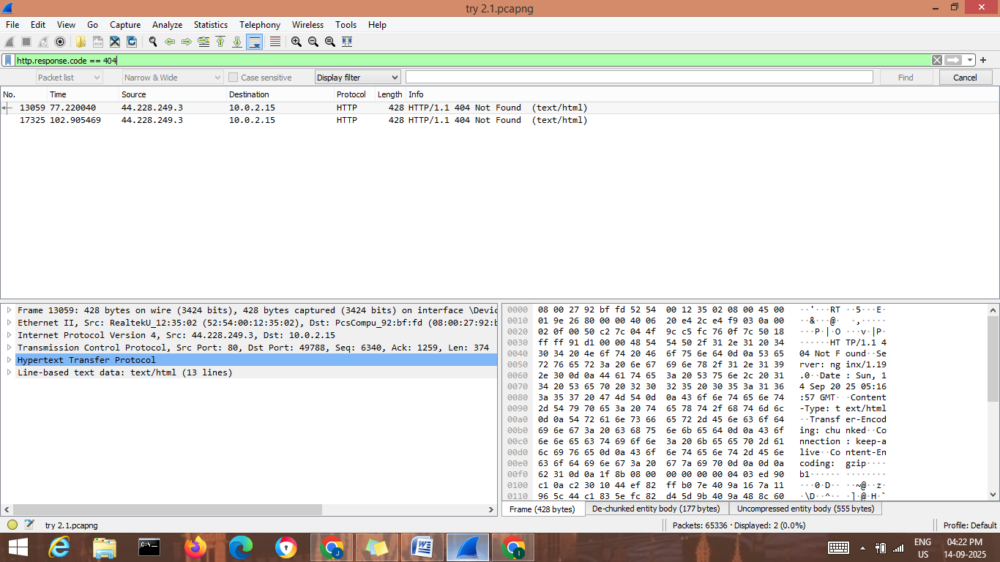 try 2.1.pcapng
File Edit View Go Capture Analyze Statistics Telephony Wireless Tools Help
http.response.code == 404
Packet list Narrow & Wide Case sensitive Display filter Find Cancel
No. Time Source Destination Protocol Length Info
13059 77.220040 44.228.249.3 10.0.2.15 HTTP 428 HTTP/1.1 404 Not Found (text/html)
17325 102.905469 44.228.249.3 10.0.2.15 HTTP 428 HTTP/1.1 404 Not Found (text/html)
Frame 13059: 428 bytes on wire (3424 bits), 428 bytes captured (3424 bits) on interface \Devic
Ethernet II, Src: RealtekU_12:35:02 (52:54:00:12:35:02), Dst: PcsCompu_92:bf:fd (08:00:27:92:b
Internet Protocol Version 4, Src: 44.228.249.3, Dst: 10.0.2.15
Transmission Control Protocol, Src Port: 80, Dst Port: 49788, Seq: 6340, Ack: 1259, Len: 374
Hypertext Transfer Protocol
Line-based text data: text/html (13 lines)
0000 08 00 27 92 bf fd 52 54 00 12 35 02 08 00 45 00 ··'···RT ··5···E·
0010 01 9e 26 80 00 00 40 06 20 e4 2c e4 f9 03 0a 00 ··&···@· ·,·····
0020 02 0f 00 50 c2 7c 04 4f 9c c5 fc 76 0f 7c 50 18 ···P·|·O ···v·|P·
0030 ff ff 91 d1 00 00 48 54 54 50 2f 31 2e 31 20 34 ······HT TP/1.1 4
0040 30 34 20 4e 6f 74 20 46 6f 75 6e 64 0d 0a 53 65 04 Not F ound··Se
0050 72 76 65 72 3a 20 6e 67 69 6e 78 2f 31 2e 31 39 rver: ng inx/1.19
0060 2e 30 0d 0a 44 61 74 65 3a 20 53 75 6e 2c 20 31 .0··Date : Sun, 1
0070 34 20 53 65 70 20 32 30 32 35 20 30 35 3a 31 36 4 Sep 20 25 05:16
0080 3a 35 37 20 47 4d 54 0d 0a 43 6f 6e 74 65 6e 74 :57 GMT· ·Content
0090 2d 54 79 70 65 3a 20 74 65 78 74 2f 68 74 6d 6c -Type: t ext/html
00a0 0d 0a 54 72 61 6e 73 66 65 72 2d 45 6e 63 6f 64 ··Transf er-Encod
00b0 69 6e 67 3a 20 63 68 75 6e 6b 65 64 0d 0a 43 6f ing: chu nked··Co
00c0 6e 6e 65 63 74 69 6f 6e 3a 20 6b 65 65 70 2d 61 nnection : keep-a
00d0 6c 69 76 65 0d 0a 43 6f 6e 74 65 6e 74 2d 45 6e live··Co ntent-En
00e0 63 6f 64 69 6e 67 3a 20 67 7a 69 70 0d 0a 0d 0a coding: gzip····
00f0 62 31 0d 0a 1f 8b 08 00 00 00 00 00 04 03 ed 90 b1······ ········
0100 c1 0a c2 30 10 44 ef 82 ff b0 7e 40 9a 16 7a 11 ···0·D·· ··~@··z·
0110 96 5c 44 c1 83 5e fc 82 d4 5d 9b 40 9a 48 8c 60 ·\D··^·· ·]·@·H·`
Frame (428 bytes) De-chunked entity body (177 bytes) Uncompressed entity body (555 bytes)
try 2.1.pcapng Packets: 65336 · Displayed: 2 (0.0%) Profile: Default
ENG 04:22 PM
US 14-09-2025